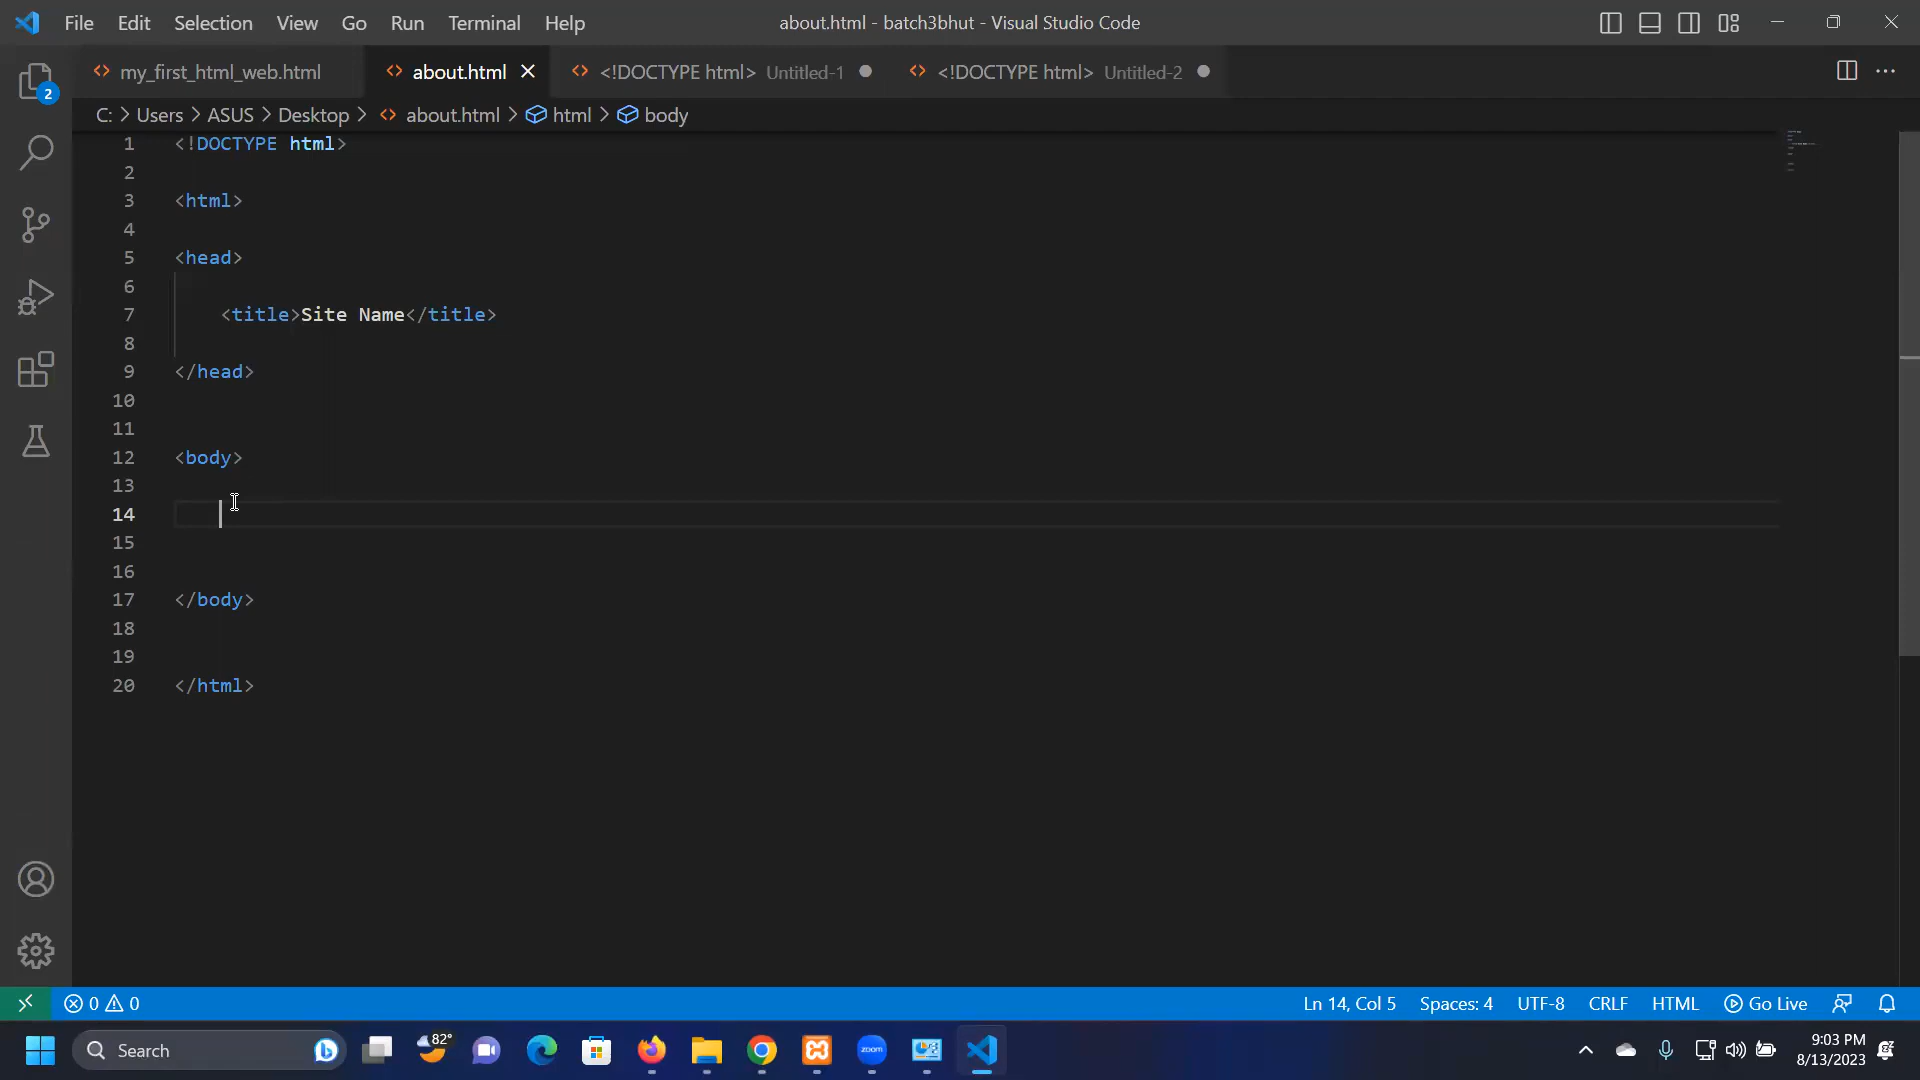 File Edit Selection View Go Run Terminal Help about.html - batch3bhut - Visual Studio Code
my_first_html_web.html about.html <!DOCTYPE html> Untitled-1 <!DOCTYPE html> Untitled-2
2
C: > Users > ASUS > Desktop > about.html > html > body
1 <!DOCTYPE html>
2
3 <html>
4
5 <head>
6
7 <title>Site Name</title>
8
9 </head>
10
11
12 <body>
13
14
15
16
17 </body>
18
19
20 </html>
0 0 Ln 14, Col 5 Spaces: 4 UTF-8 CRLF HTML Go Live
Search 82° zoom 9:03 PM
8/13/2023